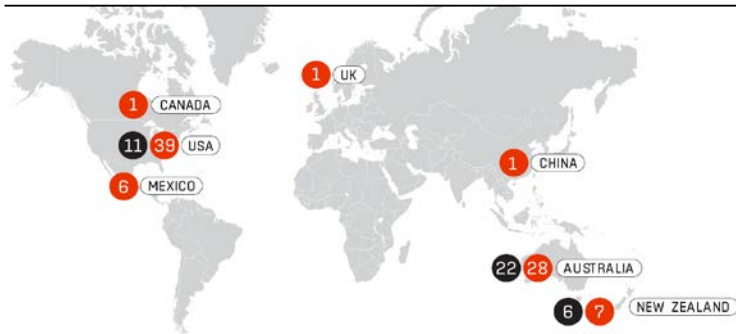 1 UK
1 CANADA
11 39 USA
1 CHINA
6 MEXICO
22 28 AUSTRALIA
6 7 NEW ZEALAND